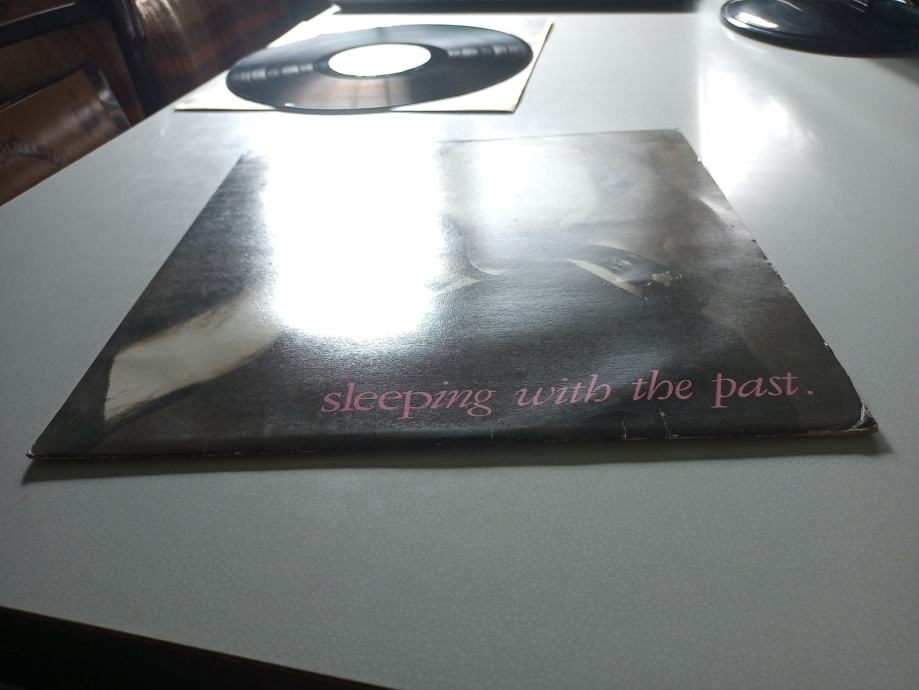 sleeping with the past.